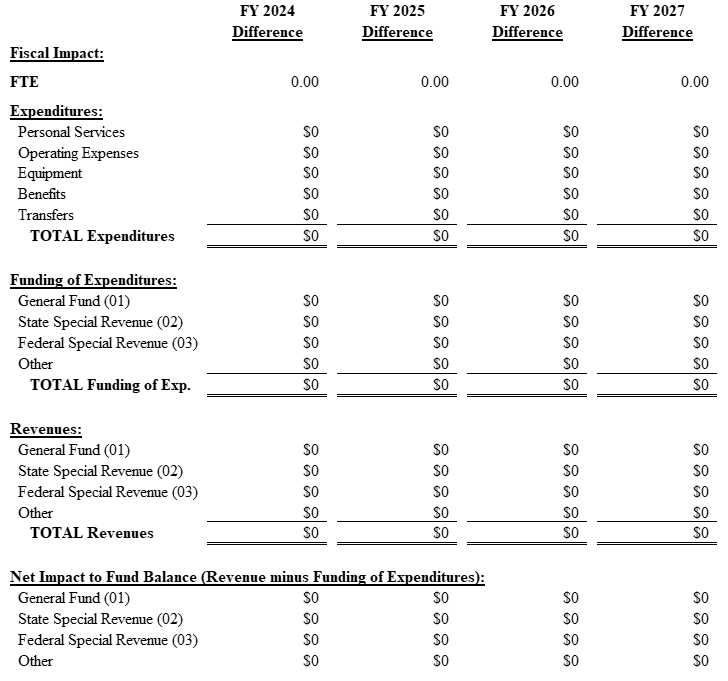 FY 2024 FY 2025 FY 2026 FY 2027
Difference Difference Difference Difference
Fiscal Impact:
FTE 0.00 0.00 0.00 0.00
Expenditures:
Personal Services $0 $0 $0 $0
Operating Expenses $0 $0 $0 $0
Equipment $0 $0 $0 $0
Benefits $0 $0 $0 $0
Transfers $0 $0 $0 $0
TOTAL Expenditures $0 $0 $0 $0
Funding of Expenditures:
General Fund (01) $0 $0 $0 $0
State Special Revenue (02) $0 $0 $0 $0
Federal Special Revenue (03) $0 $0 $0 $0
Other $0 $0 $0 $0
TOTAL Funding of Exp. $0 $0 $0 $0
Revenues:
General Fund (01) $0 $0 $0 $0
State Special Revenue (02) $0 $0 $0 $0
Federal Special Revenue (03) $0 $0 $0 $0
Other $0 $0 $0 $0
TOTAL Revenues $0 $0 $0 $0
Net Impact to Fund Balance (Revenue minus Funding of Expenditures):
General Fund (01) $0 $0 $0 $0
State Special Revenue (02) $0 $0 $0 $0
Federal Special Revenue (03) $0 $0 $0 $0
Other $0 $0 $0 $0